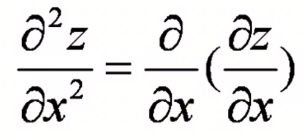 ∂²z/∂x² = ∂/∂x (∂z/∂x)